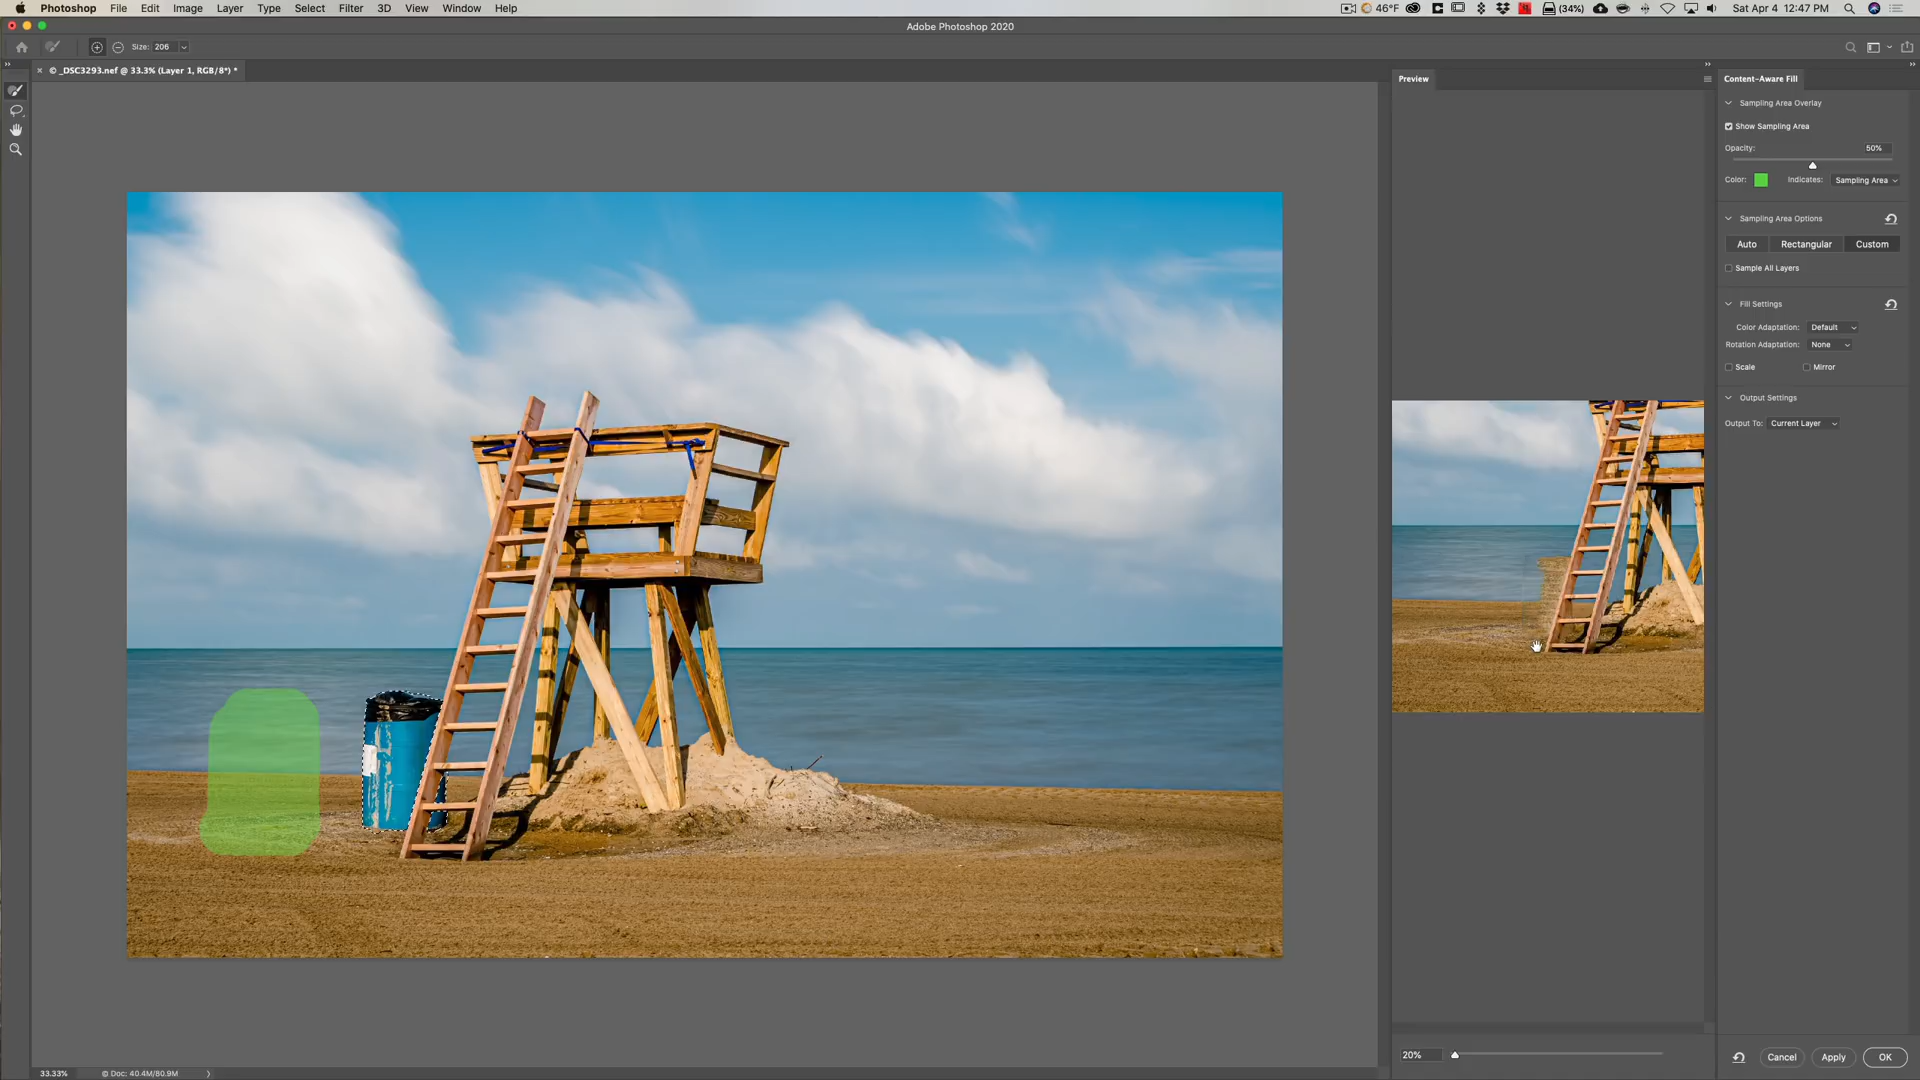 Photoshop File Edit Image Layer Type Select Filter 3D View Window Help 46°F (34%) Sat Apr 4 12:47 PM
Adobe Photoshop 2020
Size: 206
× © _DSC3293.nef @ 33.3% (Layer 1, RGB/8*) *
Preview
Content-Aware Fill
Sampling Area Overlay
Show Sampling Area
Opacity: 50%
Color: Indicates: Sampling Area
Sampling Area Options
Auto Rectangular Custom
Sample All Layers
Fill Settings
Color Adaptation: Default
Rotation Adaptation: None
Scale Mirror
Output Settings
Output To: Current Layer
20%
Cancel Apply OK
33.33% © Doc: 40.4M/80.9M